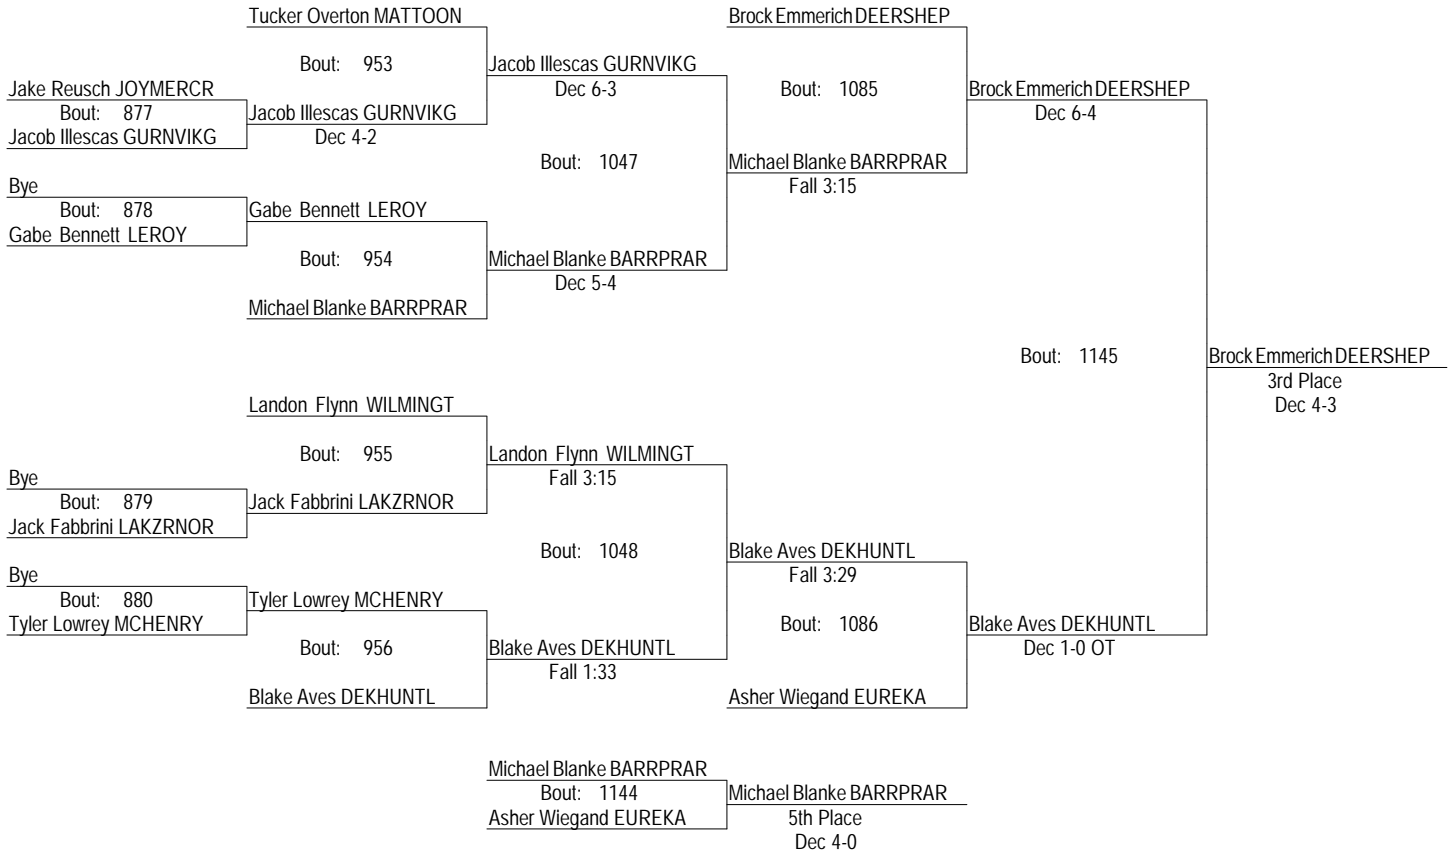 Tucker Overton MATTOON
Brock Emmerich DEERSHEP
Bout: 953
Jacob Illescas GURNVIKG
Dec 6-3
Bout: 1085
Brock Emmerich DEERSHEP
Dec 6-4
Jake Reusch JOYMERCR
Bout: 877
Jacob Illescas GURNVIKG
Jacob Illescas GURNVIKG
Dec 4-2
Bout: 1047
Michael Blanke BARRPRAR
Fall 3:15
Bye
Bout: 878
Gabe Bennett LEROY
Gabe Bennett LEROY
Bout: 954
Michael Blanke BARRPRAR
Dec 5-4
Michael Blanke BARRPRAR
Bout: 1145
Brock Emmerich DEERSHEP
3rd Place
Dec 4-3
Landon Flynn WILMINGT
Bout: 955
Landon Flynn WILMINGT
Fall 3:15
Bye
Bout: 879
Jack Fabbrini LAKZRNOR
Jack Fabbrini LAKZRNOR
Bout: 1048
Blake Aves DEKHUNTL
Fall 3:29
Bye
Bout: 880
Tyler Lowrey MCHENRY
Tyler Lowrey MCHENRY
Bout: 1086
Blake Aves DEKHUNTL
Dec 1-0 OT
Bout: 956
Blake Aves DEKHUNTL
Fall 1:33
Blake Aves DEKHUNTL
Asher Wiegand EUREKA
Michael Blanke BARRPRAR
Bout: 1144
Asher Wiegand EUREKA
Michael Blanke BARRPRAR
5th Place
Dec 4-0